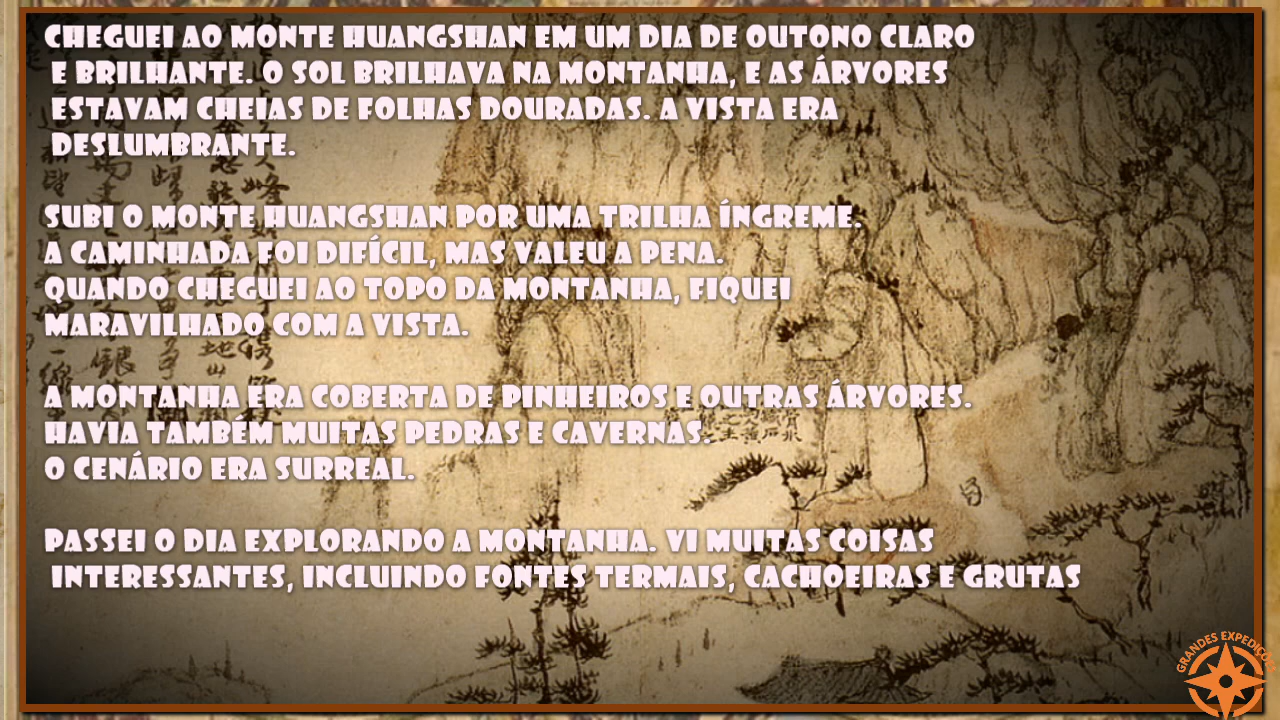 CHEGUEI AO MONTE HUANGSHAN EM UM DIA DE OUTONO CLARO
E BRILHANTE. O SOL BRILHAVA NA MONTANHA, E AS ÁRVORES
ESTAVAM CHEIAS DE FOLHAS DOURADAS. A VISTA ERA
DESLUMBRANTE.
SUBI O MONTE HUANGSHAN POR UMA TRILHA ÍNGREME.
A CAMINHADA FOI DIFÍCIL, MAS VALEU A PENA.
QUANDO CHEGUEI AO TOPO DA MONTANHA, FIQUEI
MARAVILHADO COM A VISTA.
A MONTANHA ERA COBERTA DE PINHEIROS E OUTRAS ÁRVORES.
HAVIA TAMBÉM MUITAS PEDRAS E CAVERNAS.
O CENÁRIO ERA SURREAL.
PASSEI O DIA EXPLORANDO A MONTANHA. VI MUITAS COISAS
INTERESSANTES, INCLUINDO FONTES TERMAIS, CACHOEIRAS E GRUTAS
GRANDES